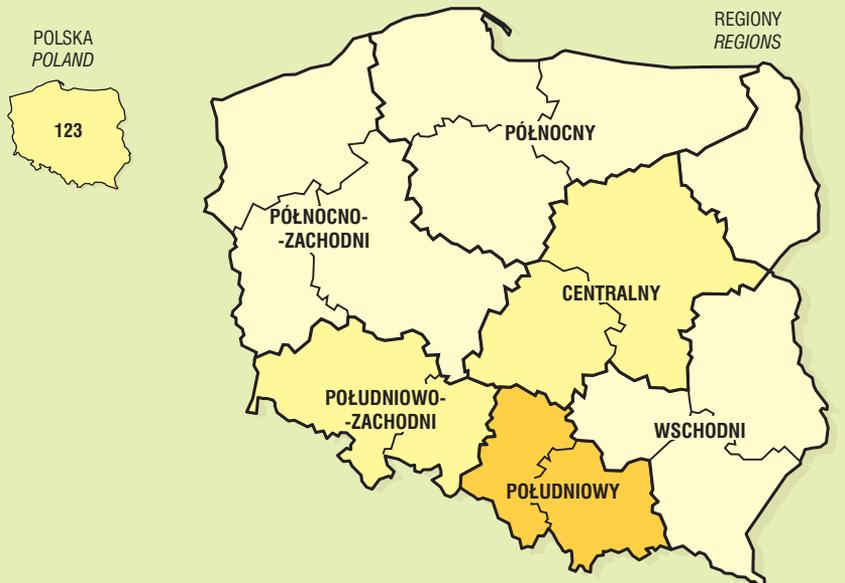 POLSKA
POLAND
123
REGIONY
REGIONS
PÓŁNOCNY
PÓŁNOCNO-
-ZACHODNI
CENTRALNY
POŁUDNIOWO-
-ZACHODNI
WSCHODNI
POŁUDNIOWY